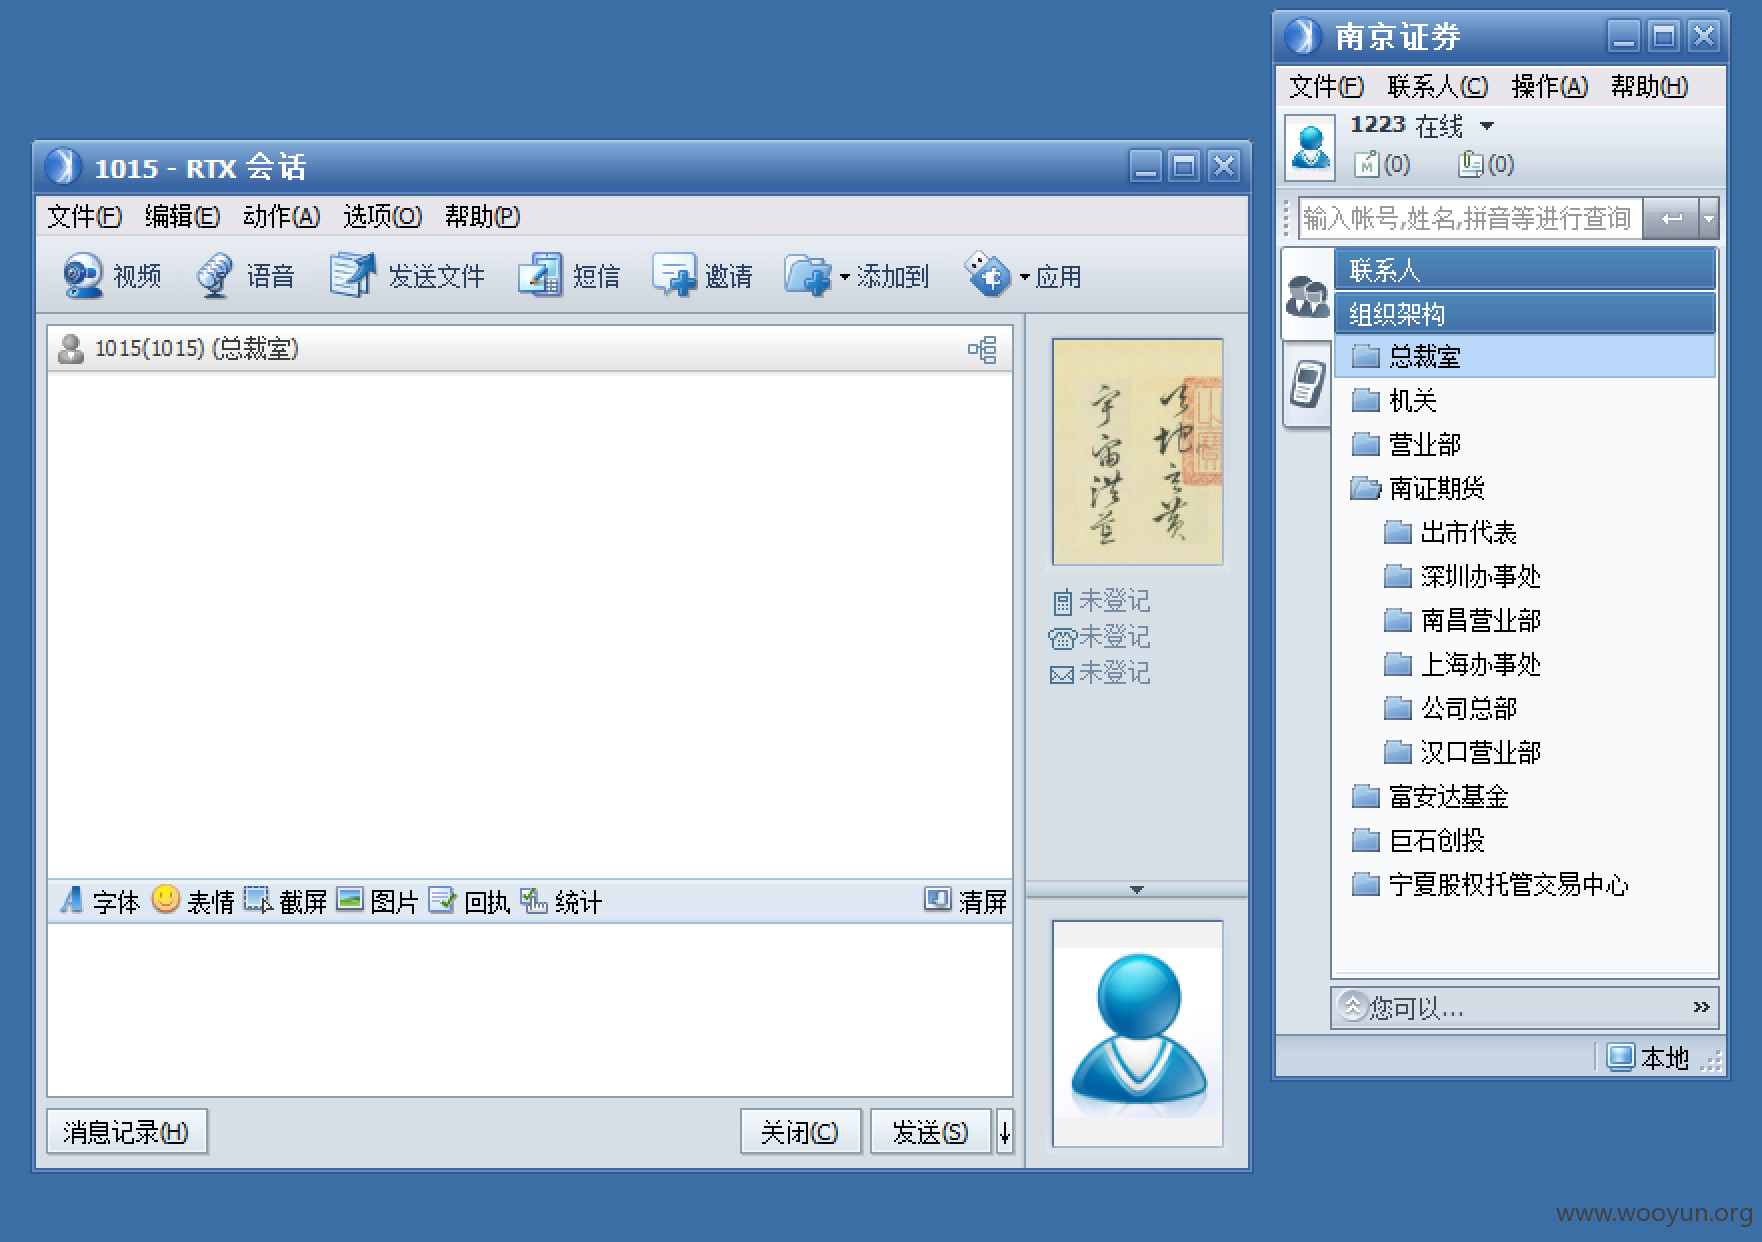 1015 - RTX 会话
文件(F) 编辑(E) 动作(A) 选项(O) 帮助(P)
视频 语音 发送文件 短信 邀请 添加到 应用
1015(1015) (总裁室)
宇宙洪荒
天地玄黄
未登记
未登记
未登记
字体 表情 截屏 图片 回执 统计 清屏
消息记录(H) 关闭(C) 发送(S)
南京证券
文件(F) 联系人(C) 操作(A) 帮助(H)
1223 在线
(0) (0)
输入帐号,姓名,拼音等进行查询
联系人
组织架构
总裁室
机关
营业部
南证期货
出市代表
深圳办事处
南昌营业部
上海办事处
公司总部
汉口营业部
富安达基金
巨石创投
宁夏股权托管交易中心
您可以...
本地
www.wooyun.org